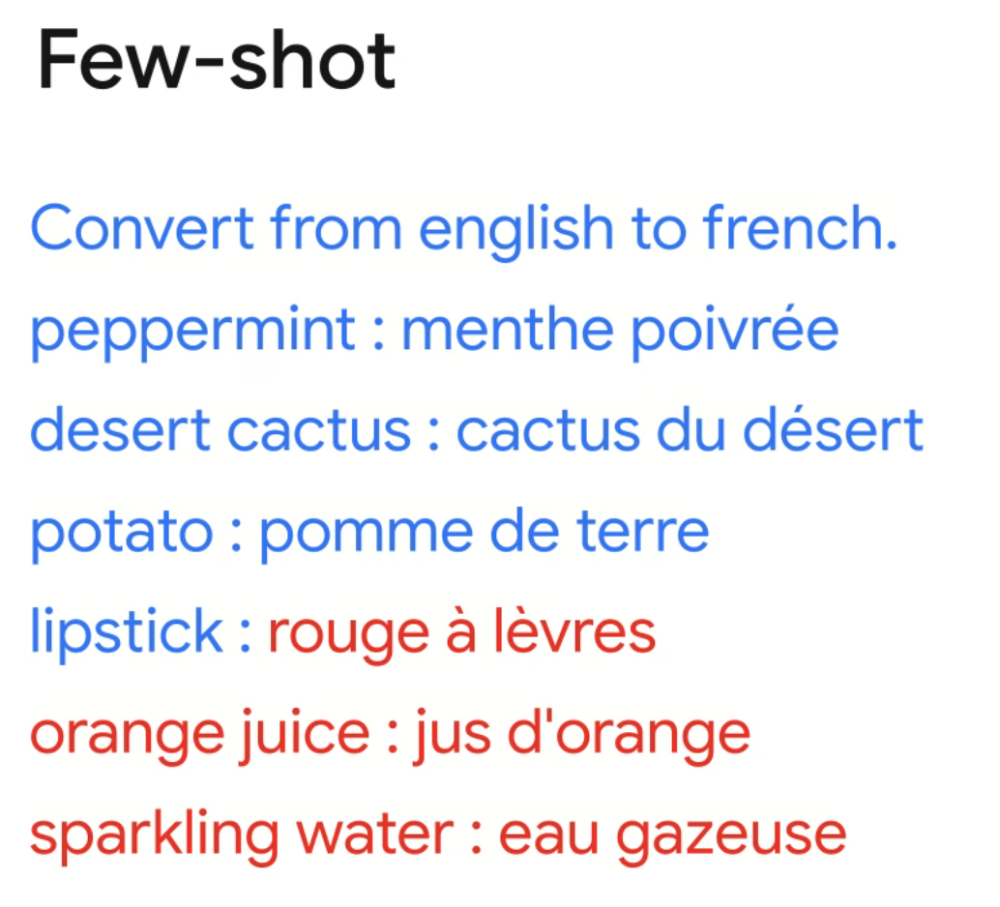 Few-shot
Convert from english to french.
peppermint : menthe poivrée
desert cactus : cactus du désert
potato : pomme de terre
lipstick : rouge à lèvres
orange juice : jus d'orange
sparkling water : eau gazeuse